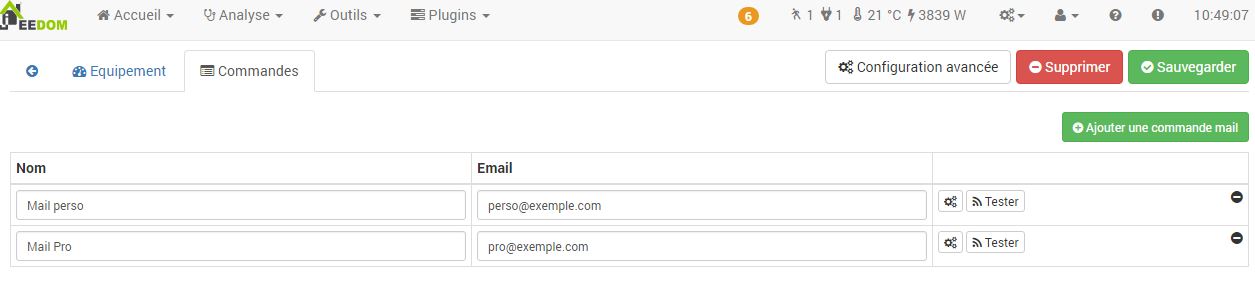 EEDOM Accueil Analyse Outils Plugins 6 1 1 21 °C 3839 W 10:49:07
Equipement Commandes Configuration avancée Supprimer Sauvegarder
Ajouter une commande mail
Nom Email
Mail perso perso@exemple.com Tester
Mail Pro pro@exemple.com Tester